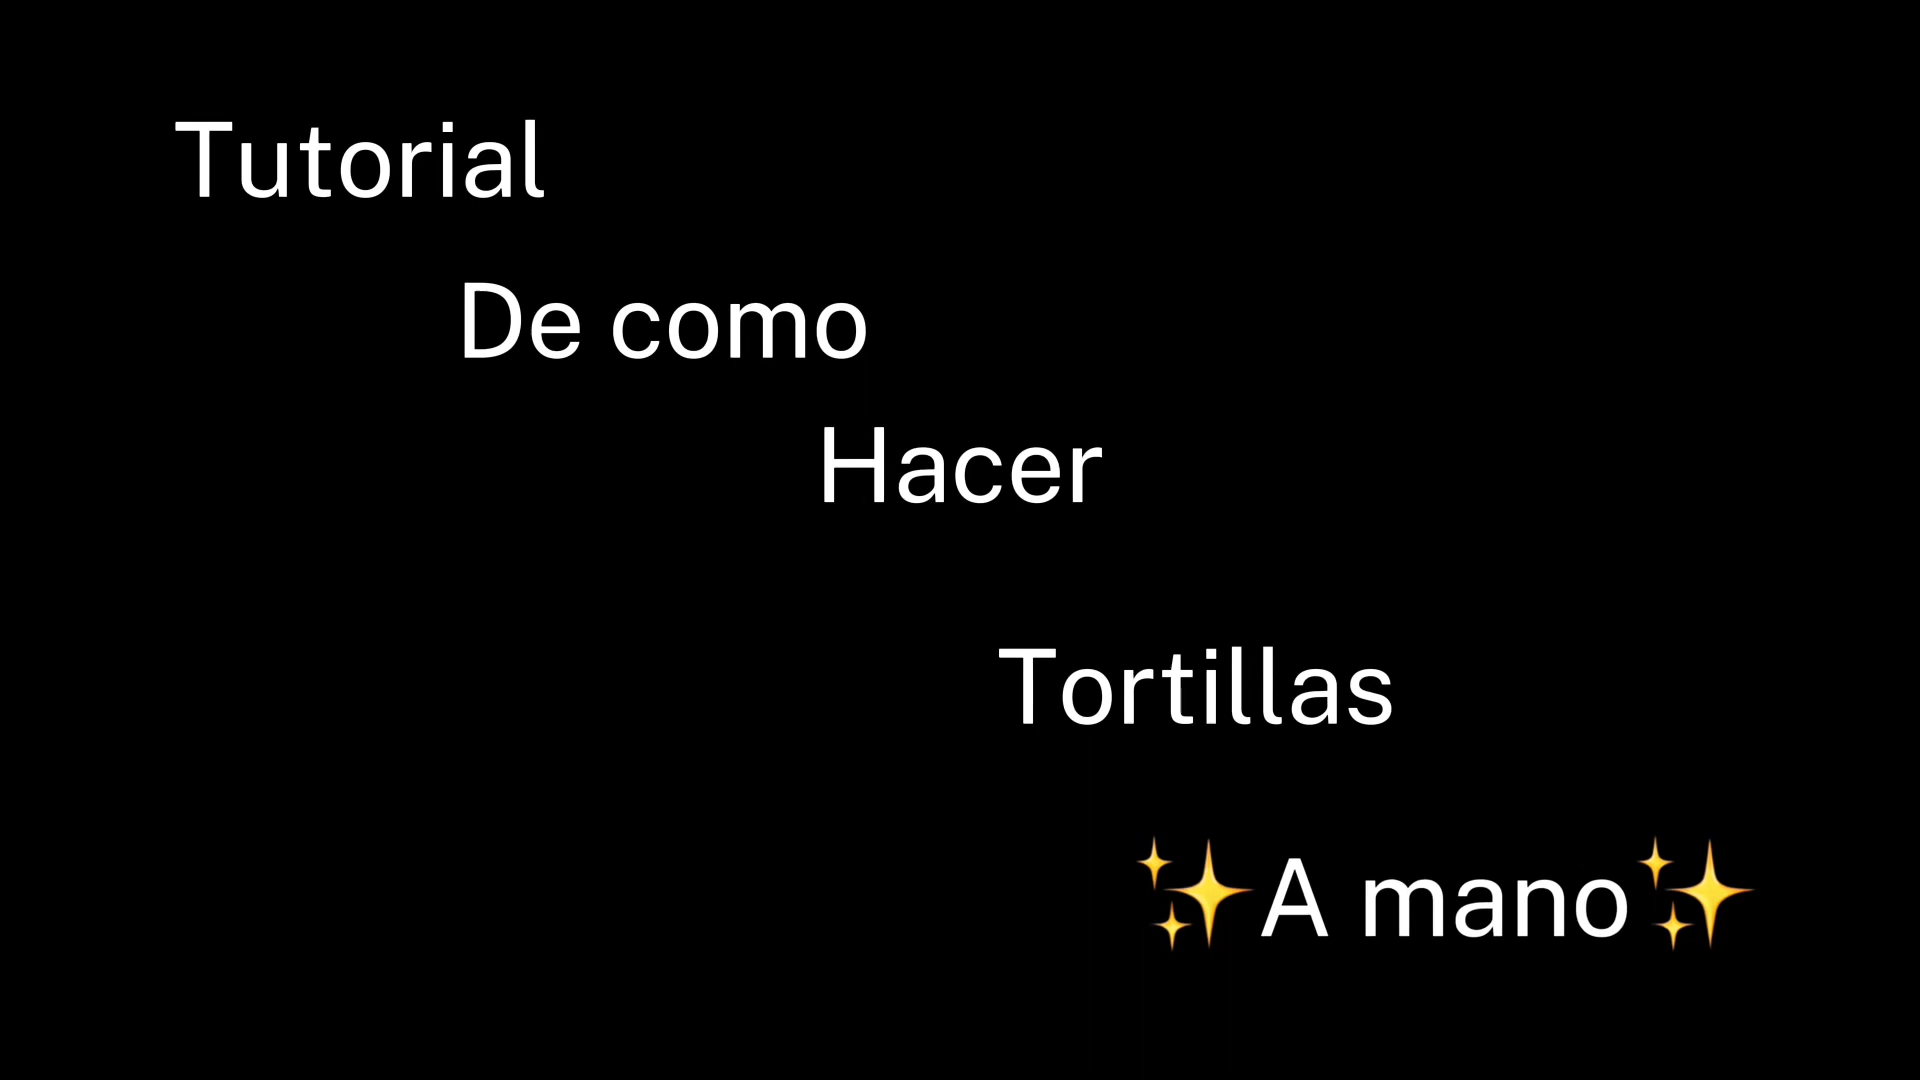 Tutorial
De como
Hacer
Tortillas
✨A mano✨